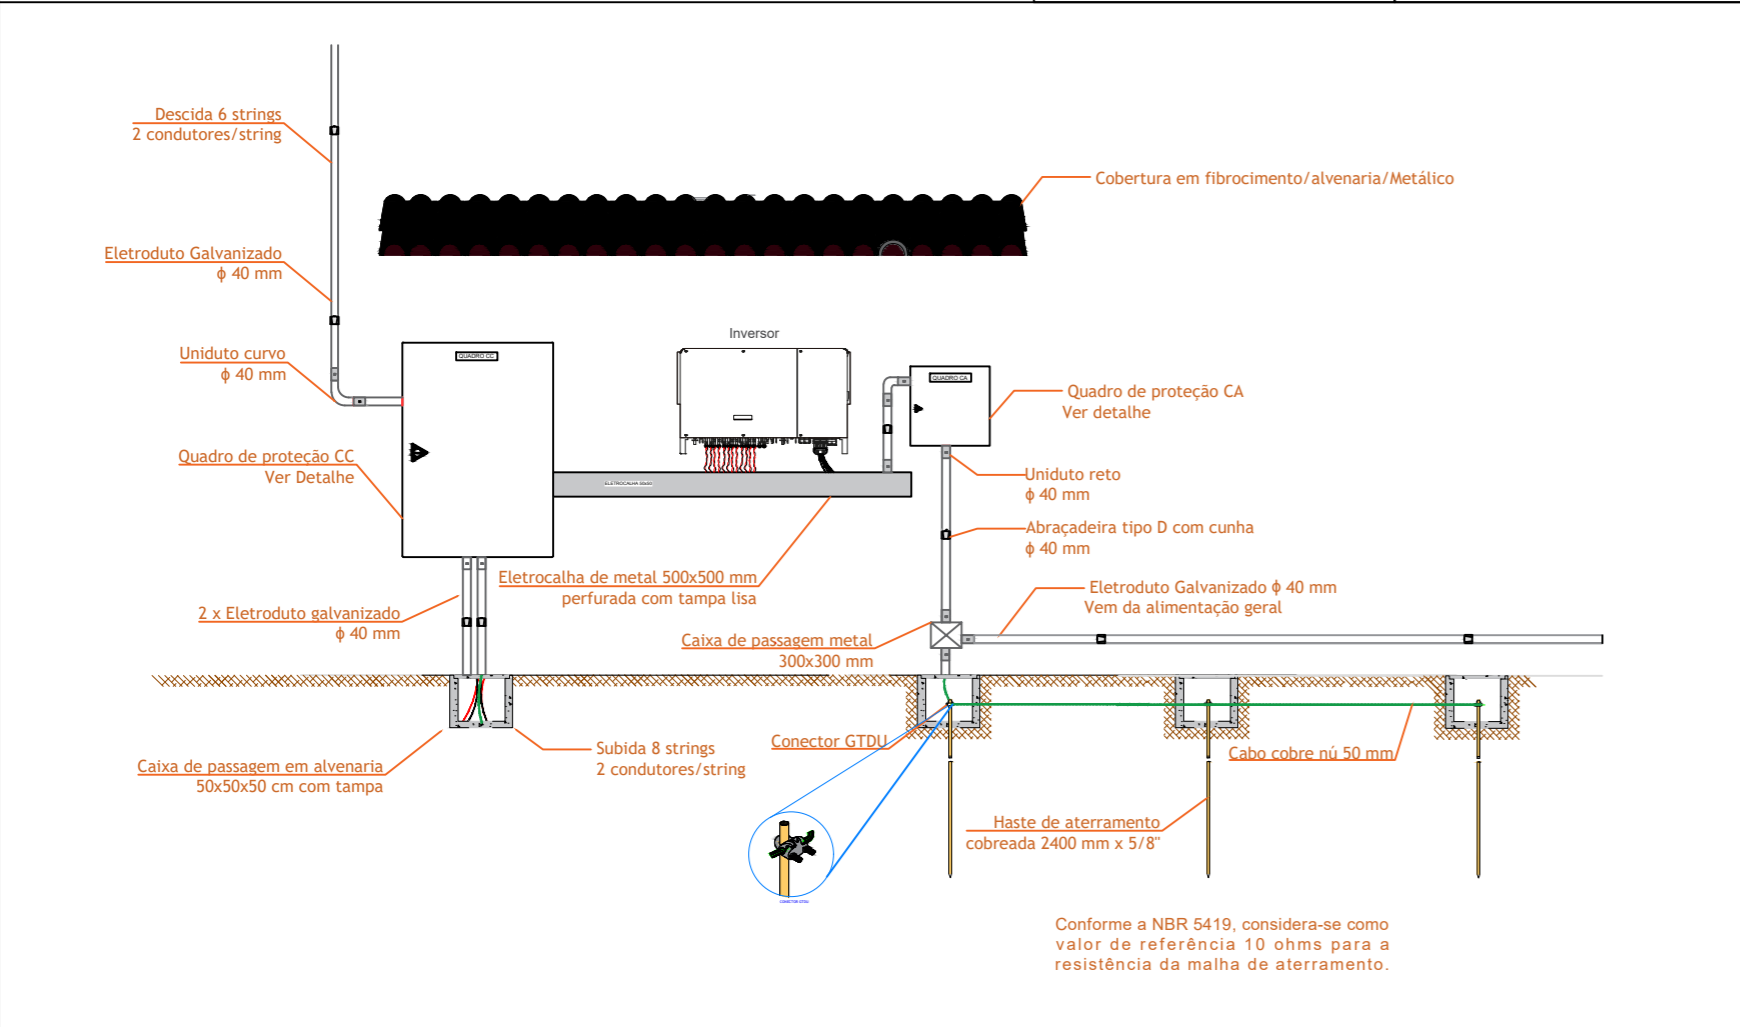 Descida 6 strings
2 condutores/string
Cobertura em fibrocimento/alvenaria/Metálico
Eletroduto Galvanizado
ϕ 40 mm
Inversor
Uniduto curvo
ϕ 40 mm
QUADRO CC
QUADRO CA
Quadro de proteção CA
Ver detalhe
Quadro de proteção CC
Ver Detalhe
Uniduto reto
ϕ 40 mm
Abraçadeira tipo D com cunha
ϕ 40 mm
Eletrocalha de metal 500x500 mm
perfurada com tampa lisa
Eletroduto Galvanizado ϕ 40 mm
Vem da alimentação geral
2 x Eletroduto galvanizado
ϕ 40 mm
Caixa de passagem metal
300x300 mm
Conector GTDU
Subida 8 strings
2 condutores/string
Cabo cobre nú 50 mm
Caixa de passagem em alvenaria
50x50x50 cm com tampa
Haste de aterramento
cobreada 2400 mm x 5/8"
CONECTOR GTDU
Conforme a NBR 5419, considera-se como
valor de referência 10 ohms para a
resistência da malha de aterramento.